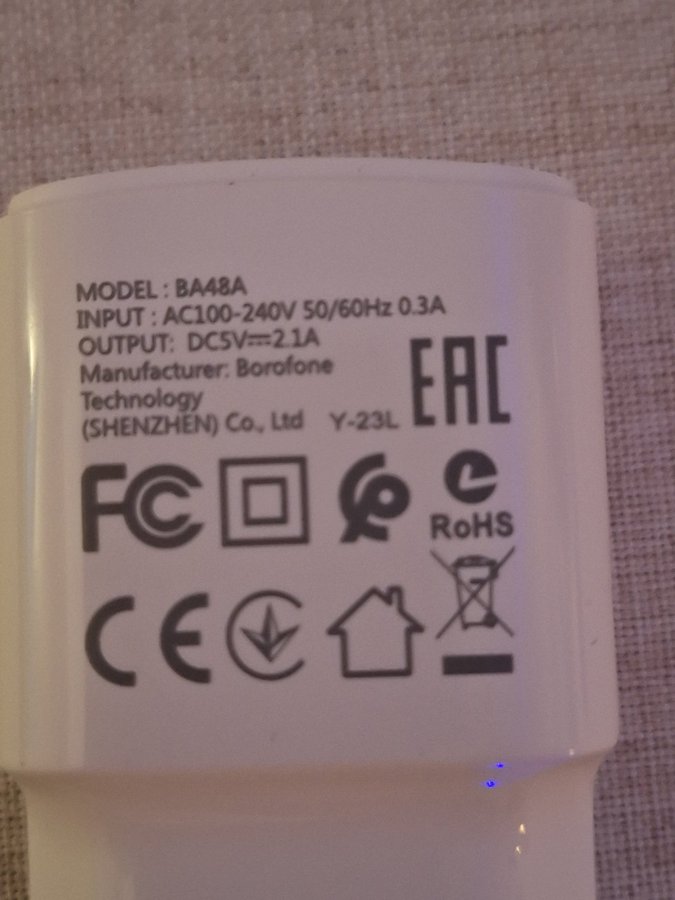 MODEL : BA48A
INPUT : AC100-240V 50/60Hz 0.3A
OUTPUT: DC5V⎓2.1A
Manufacturer: Borofone
Technology
(SHENZHEN) Co., Ltd Y-23L
EAC
FC
RoHS
CE